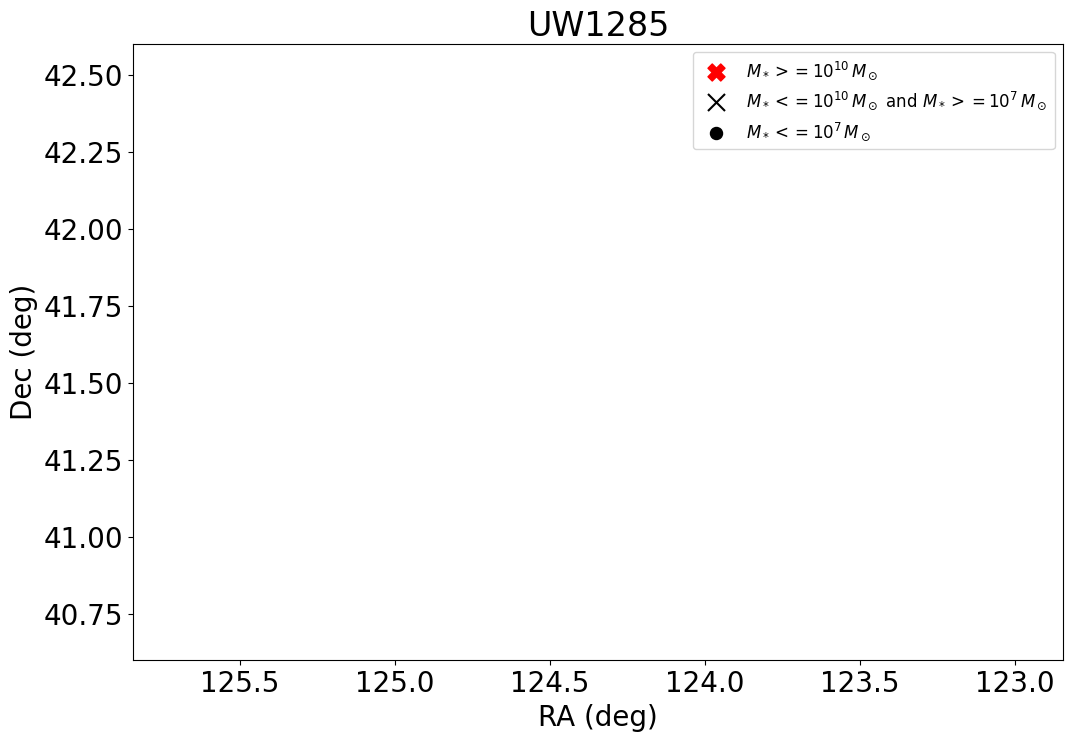 UW1285
M* >= 10^10 M⊙
M* <= 10^10 M⊙ and M* >= 10^7 M⊙
M* <= 10^7 M⊙
42.50
42.25
42.00
41.75
41.50
41.25
41.00
40.75
Dec (deg)
125.5 125.0 124.5 124.0 123.5 123.0
RA (deg)